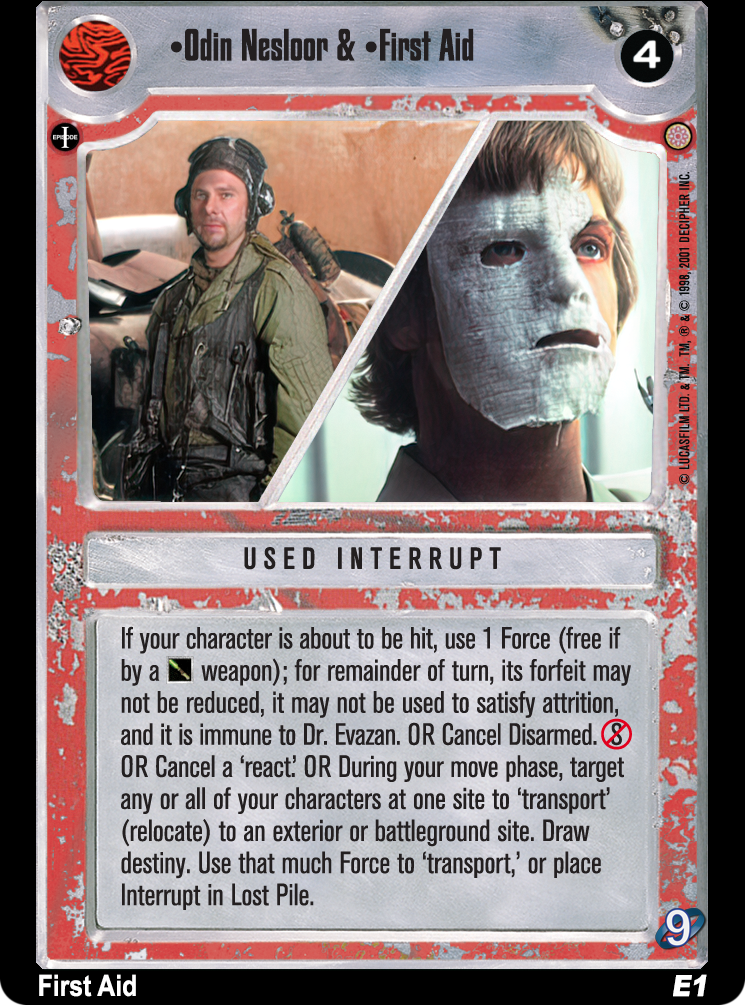 •Odin Nesloor & •First Aid
4
EPISODE
I
© LUCASFILM LTD. & TM. TM, ® & © 1998, 2001 DECIPHER INC.
USED INTERRUPT
If your character is about to be hit, use 1 Force (free if
by a weapon); for remainder of turn, its forfeit may
not be reduced, it may not be used to satisfy attrition,
and it is immune to Dr. Evazan. OR Cancel Disarmed. 8
OR Cancel a ‘react.’ OR During your move phase, target
any or all of your characters at one site to ‘transport’
(relocate) to an exterior or battleground site. Draw
destiny. Use that much Force to ‘transport,’ or place
Interrupt in Lost Pile.
9
First Aid
E1